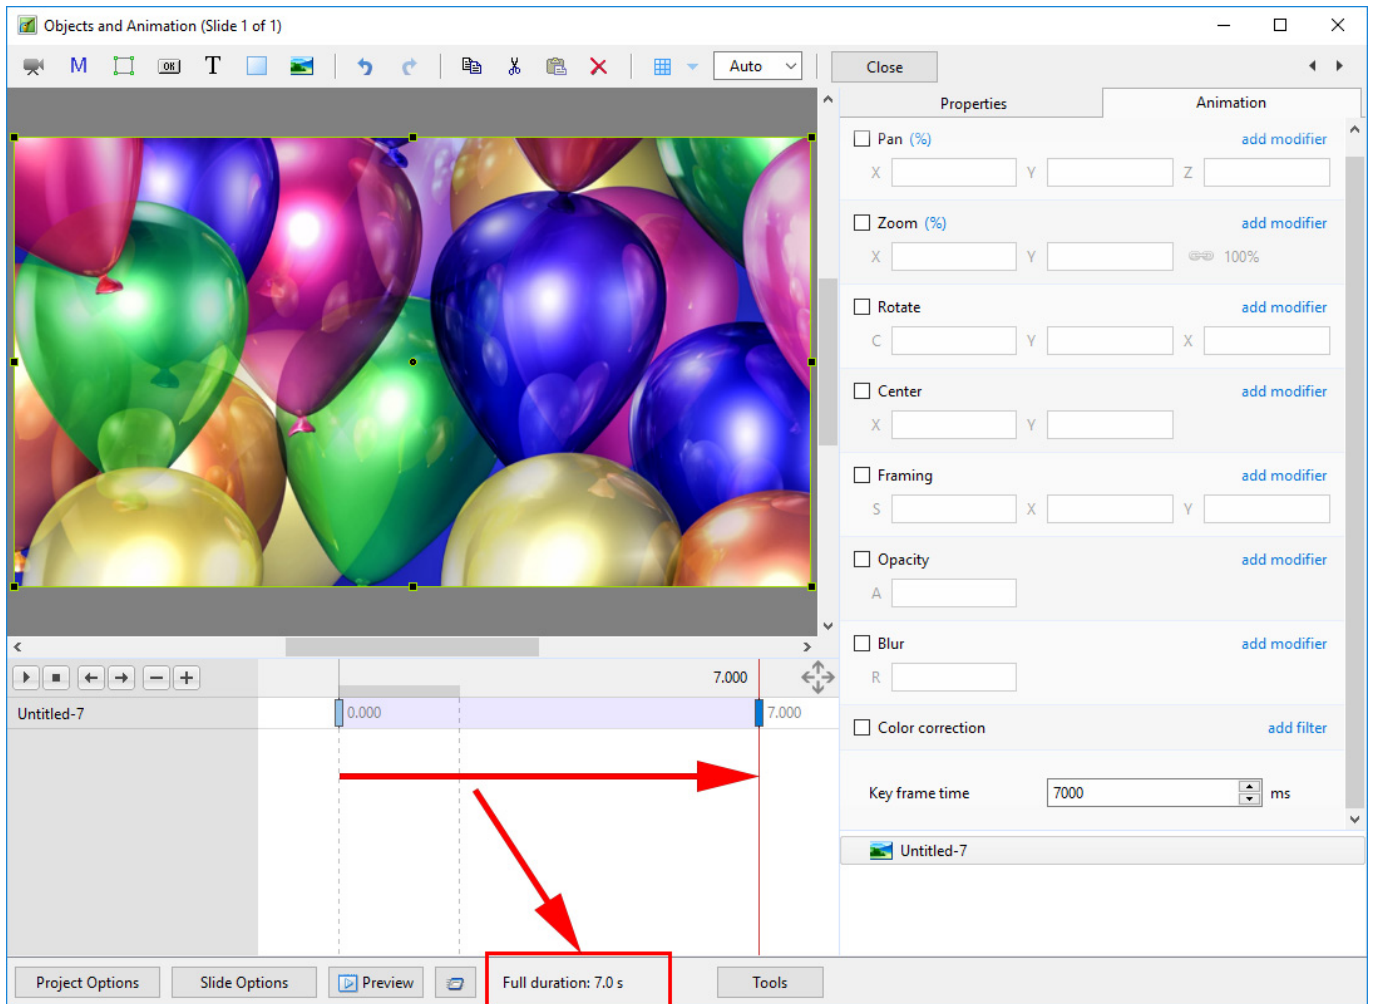 Objects and Animation (Slide 1 of 1)
M OK T Auto Close
Properties Animation
Pan (%) add modifier
X Y Z
Zoom (%) add modifier
X Y 100%
Rotate add modifier
C Y X
Center add modifier
X Y
Framing add modifier
S X Y
Opacity add modifier
A
Blur add modifier
R
7.000
Untitled-7 0.000 7.000
Color correction add filter
Key frame time 7000 ms
Untitled-7
Project Options Slide Options Preview Full duration: 7.0 s Tools